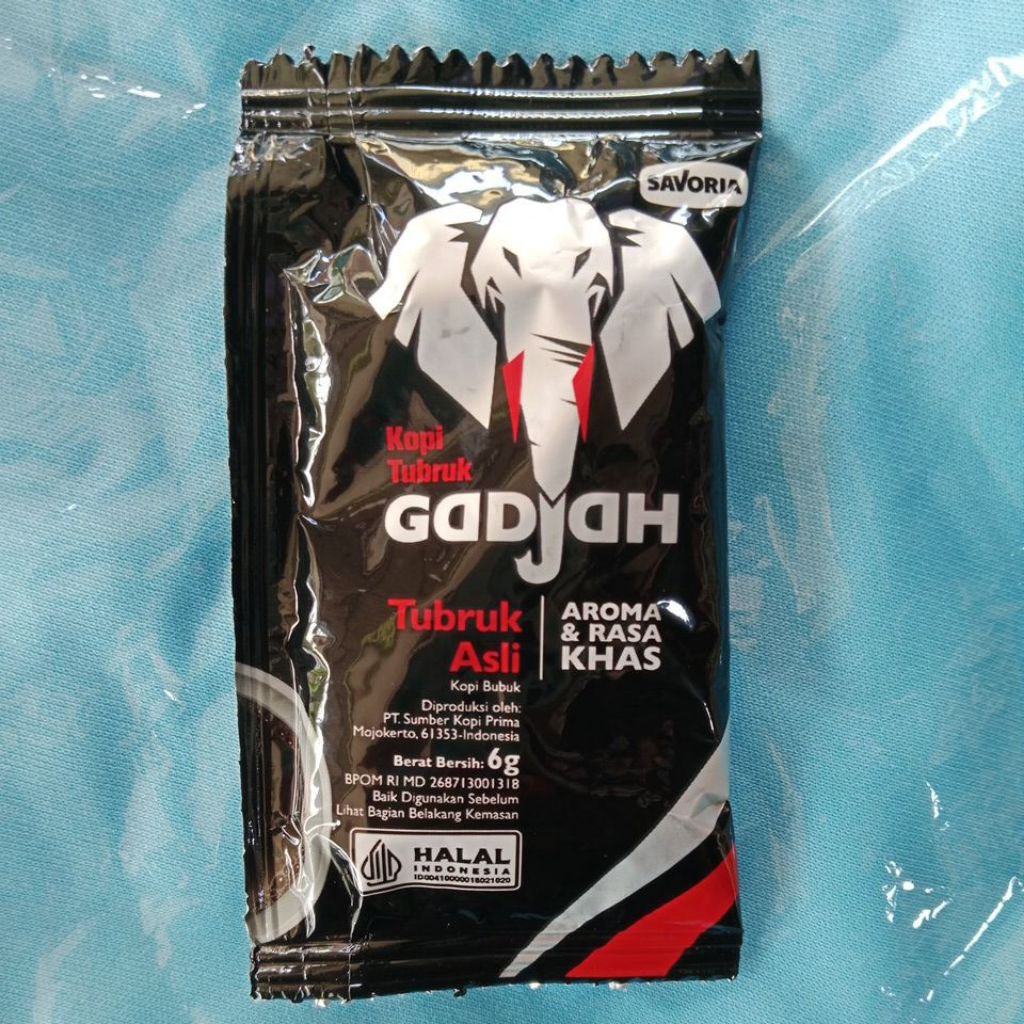 SAVORIA
Kopi
Tubruk
GADJAH
Tubruk
Asli
AROMA
& RASA
KHAS
Kopi Bubuk
Diproduksi oleh:
PT. Sumber Kopi Prima
Mojokerto, 61353-Indonesia
Berat Bersih: 6g
BPOM RI MD 268713001318
Baik Digunakan Sebelum
Lihat Bagian Belakang Kemasan
HALAL
INDONESIA
ID00410000018021020